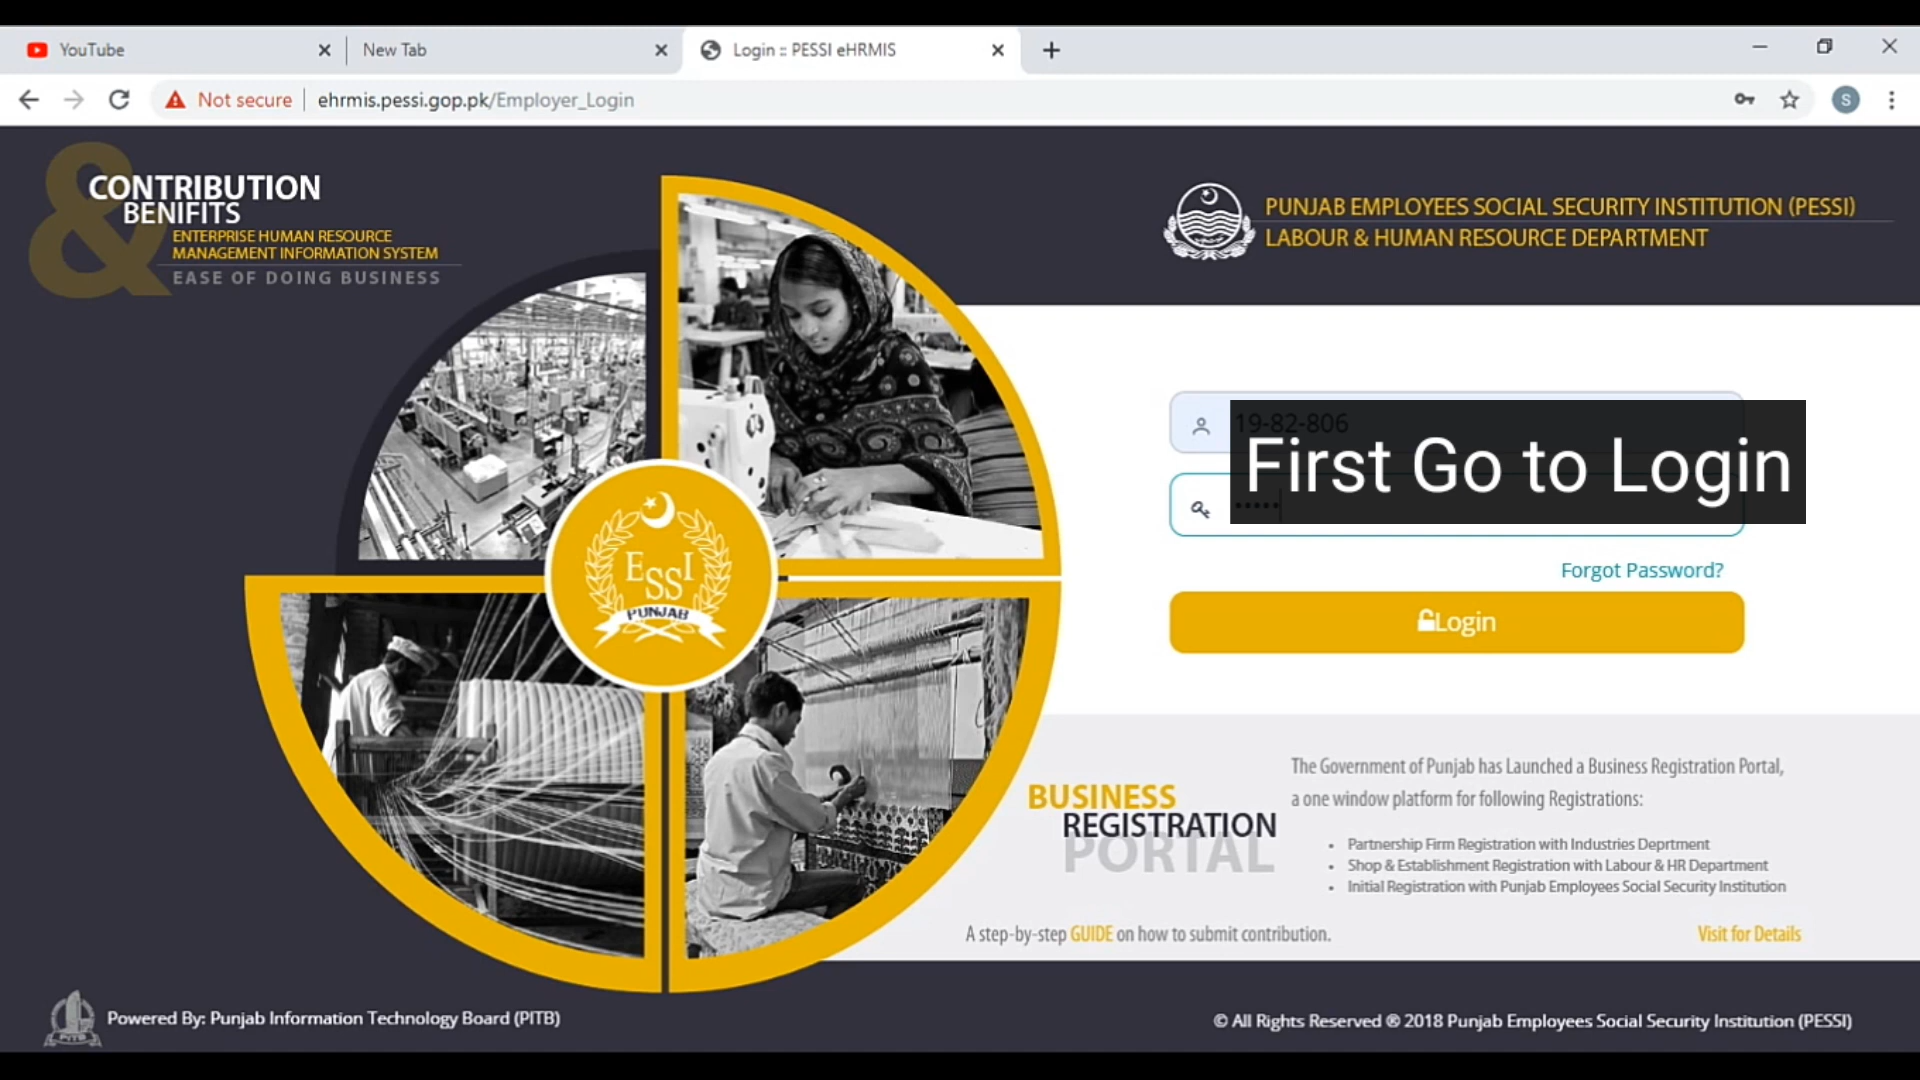 YouTube
New Tab
Login :: PESSI eHRMIS
Not secure
ehrmis.pessi.gop.pk/Employer_Login
S
&
CONTRIBUTION
BENIFITS
ENTERPRISE HUMAN RESOURCE
MANAGEMENT INFORMATION SYSTEM
EASE OF DOING BUSINESS
PUNJAB EMPLOYEES SOCIAL SECURITY INSTITUTION (PESSI)
LABOUR & HUMAN RESOURCE DEPARTMENT
19-82-806
First Go to Login
Forgot Password?
Login
ESSI
PUNJAB
BUSINESS
REGISTRATION
PORTAL
The Government of Punjab has Launched a Business Registration Portal,
a one window platform for following Registrations:
• Partnership Firm Registration with Industries Deprtment
• Shop & Establishment Registration with Labour & HR Department
• Initial Registration with Punjab Employees Social Security Institution
A step-by-step GUIDE on how to submit contribution.
Visit for Details
PITB
Powered By: Punjab Information Technology Board (PITB)
© All Rights Reserved ® 2018 Punjab Employees Social Security Institution (PESSI)